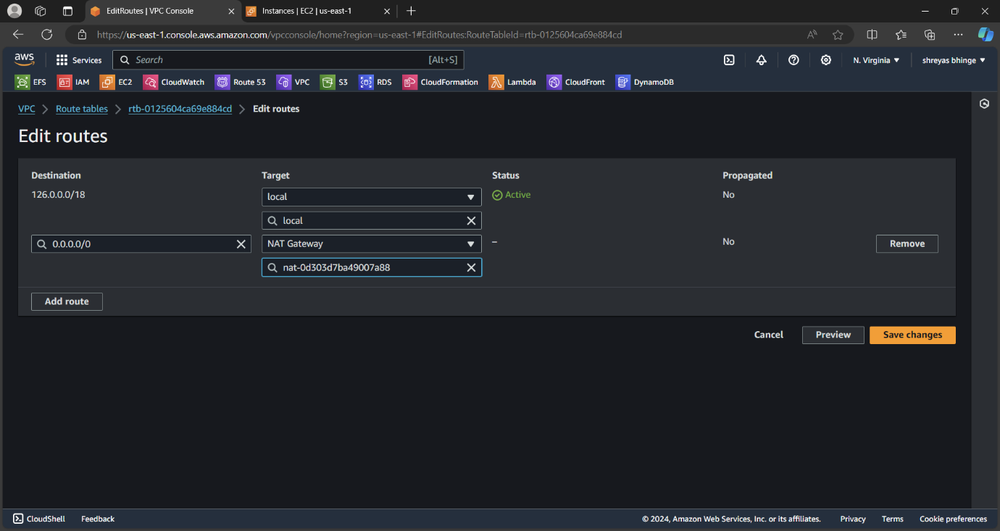 EditRoutes | VPC Console
Instances | EC2 | us-east-1
https://us-east-1.console.aws.amazon.com/vpcconsole/home?region=us-east-1#EditRoutes:RouteTableId=rtb-0125604ca69e884cd
aws Services Search [Alt+S] N. Virginia shreyas bhinge
EFS IAM EC2 CloudWatch Route 53 VPC S3 RDS CloudFormation Lambda CloudFront DynamoDB
VPC Route tables rtb-0125604ca69e884cd Edit routes
Edit routes
Destination Target Status Propagated
126.0.0.0/18 local Active No
local
0.0.0.0/0 NAT Gateway – No Remove
nat-0d303d7ba49007a88
Add route
Cancel Preview Save changes
CloudShell Feedback © 2024, Amazon Web Services, Inc. or its affiliates. Privacy Terms Cookie preferences